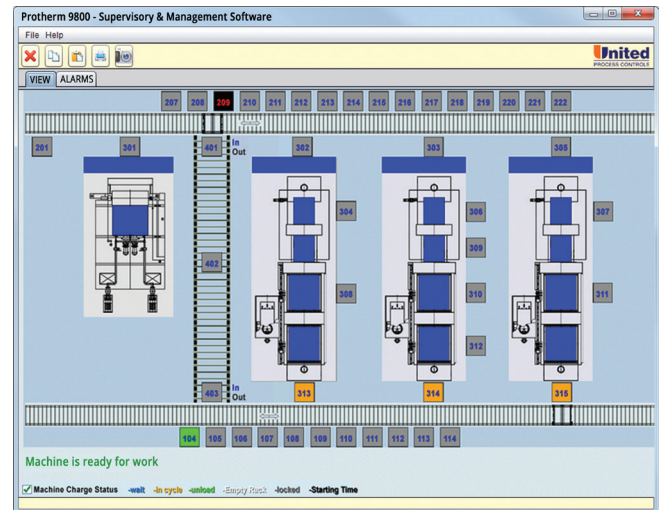 Protherm 9800 - Supervisory & Management Software
File Help
United
PROCESS CONTROLS
VIEW ALARMS
207 208 209 210 211 212 213 214 215 216 217 218 219 220 221 222
201 301 401 In 302 303 305
Out
304 306 307
309
402
308 310 311
312
403 In 313 314 315
Out
104 105 106 107 108 109 110 111 112 113 114
Machine is ready for work
Machine Charge Status -wait -In cycle -unload -Empty Rack -locked -Starting Time